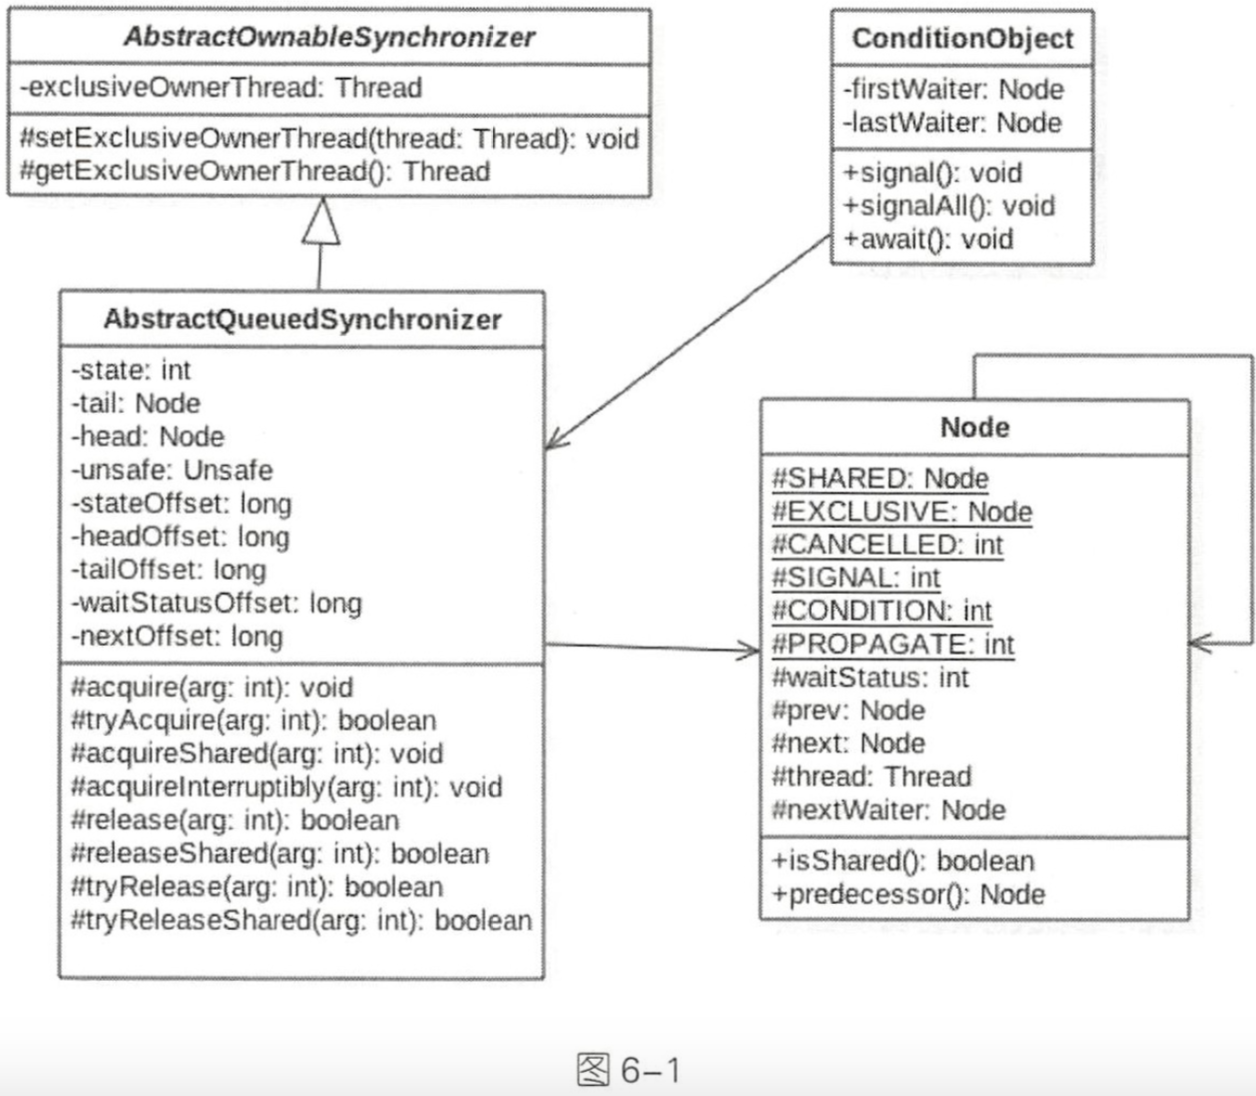 AbstractOwnableSynchronizer
-exclusiveOwnerThread: Thread
#setExclusiveOwnerThread(thread: Thread): void
#getExclusiveOwnerThread(): Thread
ConditionObject
-firstWaiter: Node
-lastWaiter: Node
+signal(): void
+signalAll(): void
+await(): void
AbstractQueuedSynchronizer
-state: int
-tail: Node
-head: Node
-unsafe: Unsafe
-stateOffset: long
-headOffset: long
-tailOffset: long
-waitStatusOffset: long
-nextOffset: long
#acquire(arg: int): void
#tryAcquire(arg: int): boolean
#acquireShared(arg: int): void
#acquireInterruptibly(arg: int): void
#release(arg: int): boolean
#releaseShared(arg: int): boolean
#tryRelease(arg: int): boolean
#tryReleaseShared(arg: int): boolean
Node
#SHARED: Node
#EXCLUSIVE: Node
#CANCELLED: int
#SIGNAL: int
#CONDITION: int
#PROPAGATE: int
#waitStatus: int
#prev: Node
#next: Node
#thread: Thread
#nextWaiter: Node
+isShared(): boolean
+predecessor(): Node
图 6-1